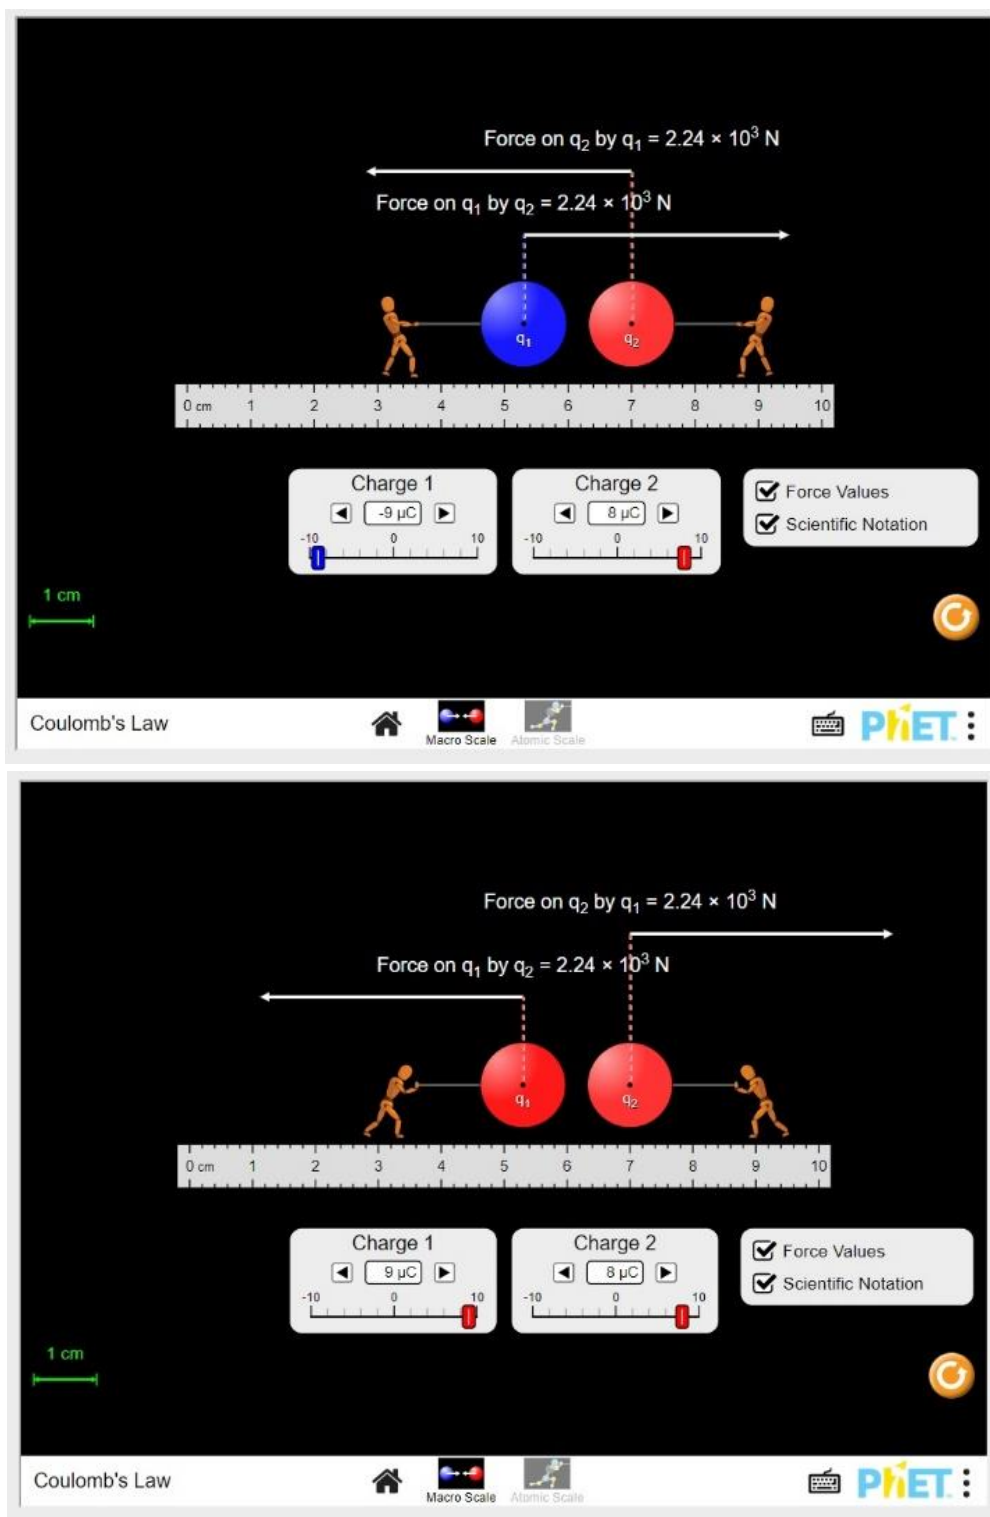 Force on q₂ by q₁ = 2.24 × 10³ N
Force on q₁ by q₂ = 2.24 × 10³ N
q₁ q₂
0 cm 1 2 3 4 5 6 7 8 9 10
Charge 1 Charge 2
-9 μC 8 μC Force Values
-10 0 10 -10 0 10 Scientific Notation
1 cm
Coulomb's Law Macro Scale Atomic Scale PhET
Force on q₂ by q₁ = 2.24 × 10³ N
Force on q₁ by q₂ = 2.24 × 10³ N
q₁ q₂
0 cm 1 2 3 4 5 6 7 8 9 10
Charge 1 Charge 2
9 μC 8 μC Force Values
-10 0 10 -10 0 10 Scientific Notation
1 cm
Coulomb's Law Macro Scale Atomic Scale PhET